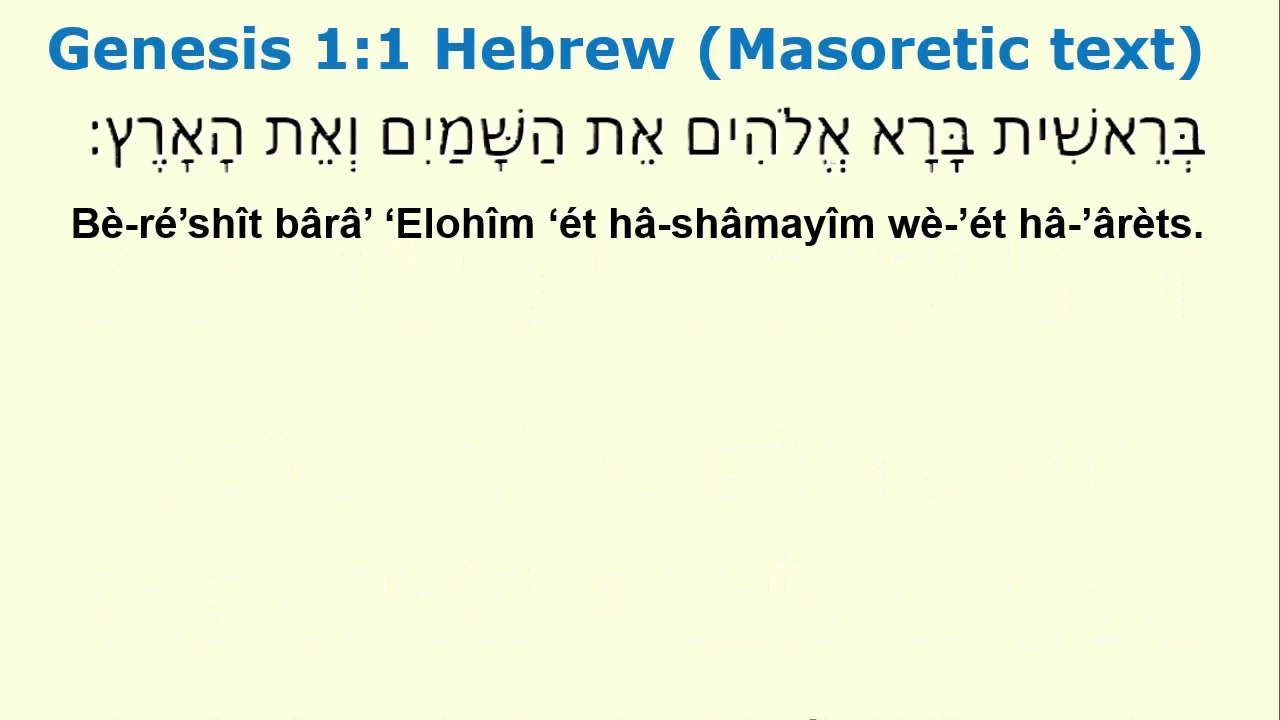 Genesis 1:1 Hebrew (Masoretic text)
בְּרֵאשִׁית בָּרָא אֱלֹהִים אֵת הַשָּׁמַיִם וְאֵת הָאָרֶץ׃
Bè-ré’shît bârâ’ ‘Elohîm ‘ét hâ-shâmayîm wè-’ét hâ-’ârèts.